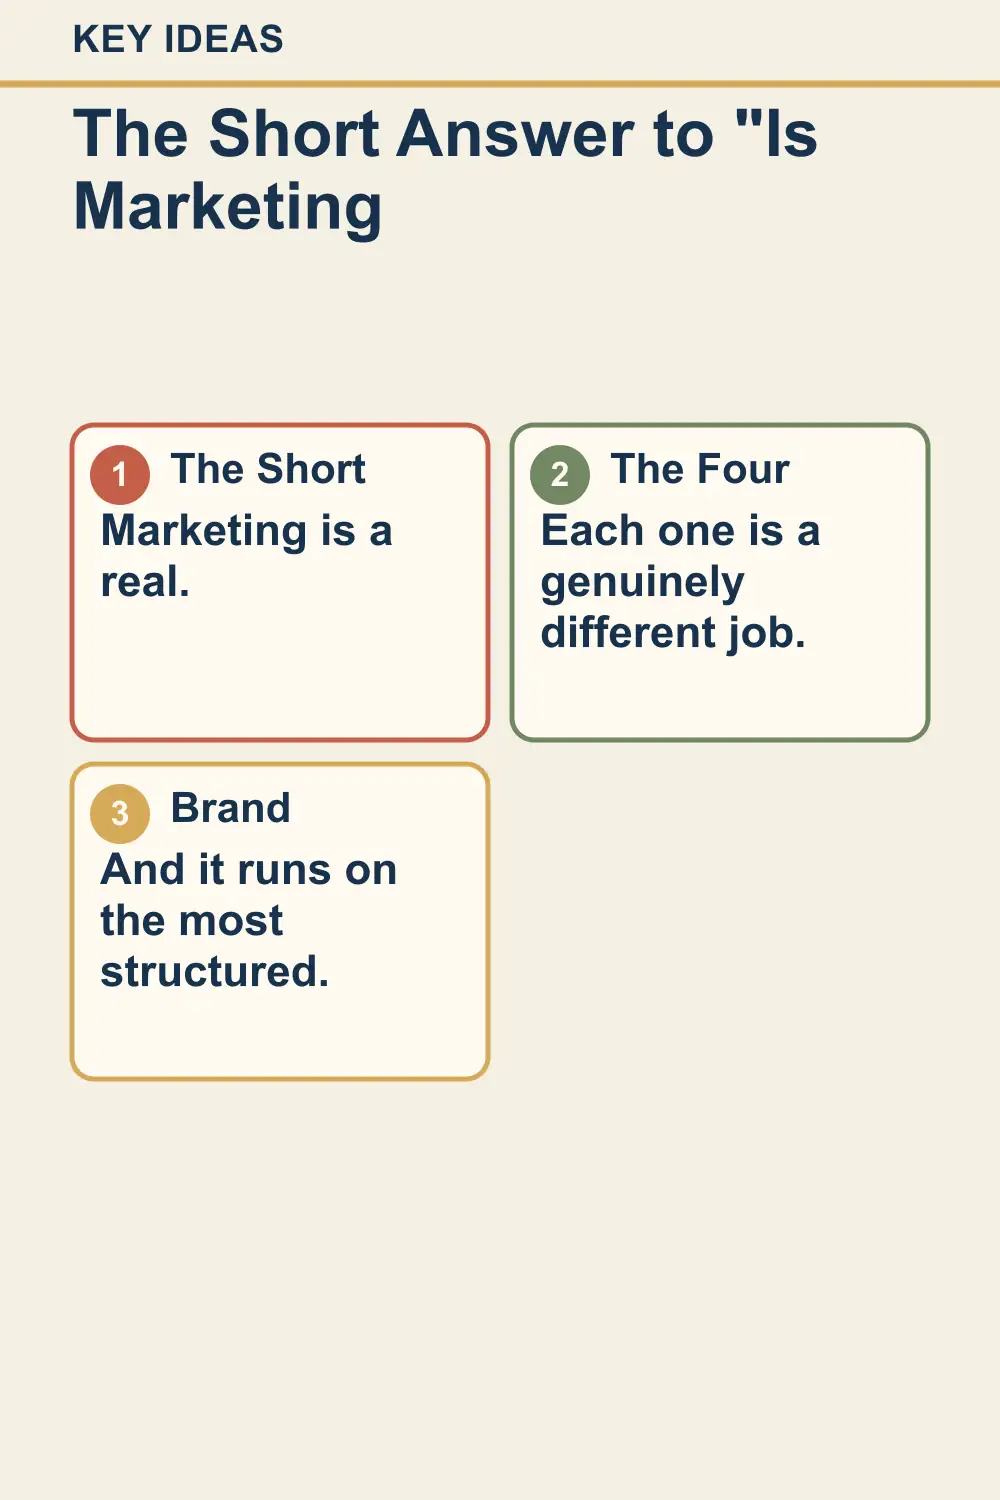 KEY IDEAS
The Short Answer to "Is
Marketing
1 The Short
Marketing is a
real.
2 The Four
Each one is a
genuinely
different job.
3 Brand
And it runs on
the most
structured.